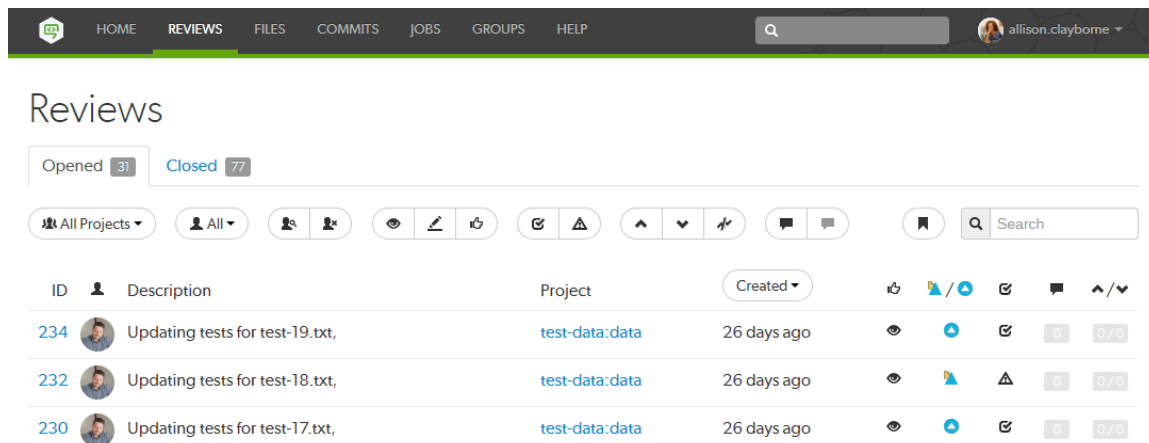 HOME REVIEWS FILES COMMITS JOBS GROUPS HELP allison.clayborne
Reviews
Opened 31 Closed 77
All Projects All Search
ID Description Project Created / /
234 Updating tests for test-19.txt, test-data:data 26 days ago 0 0/0
232 Updating tests for test-18.txt, test-data:data 26 days ago 0 0/0
230 Updating tests for test-17.txt, test-data:data 26 days ago 0 0/0